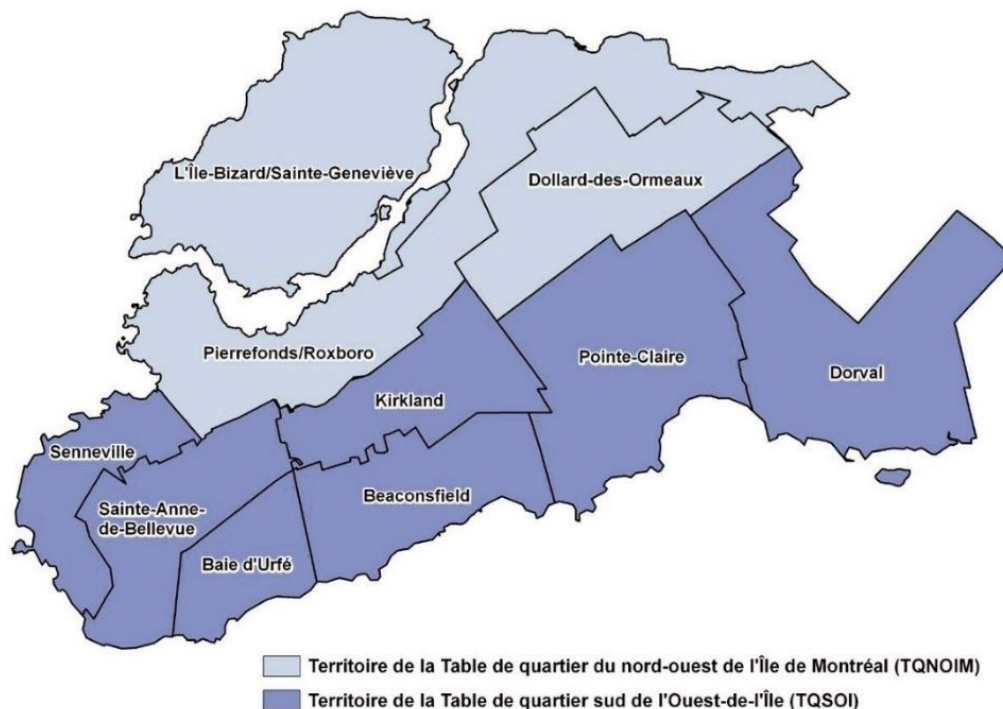 L'Île-Bizard/Sainte-Geneviève
Dollard-des-Ormeaux
Pierrefonds/Roxboro
Pointe-Claire
Dorval
Kirkland
Senneville
Beaconsfield
Sainte-Anne-
de-Bellevue
Baie d'Urfé
Territoire de la Table de quartier du nord-ouest de l'Île de Montréal (TQNOIM)
Territoire de la Table de quartier sud de l'Ouest-de-l'Île (TQSOI)